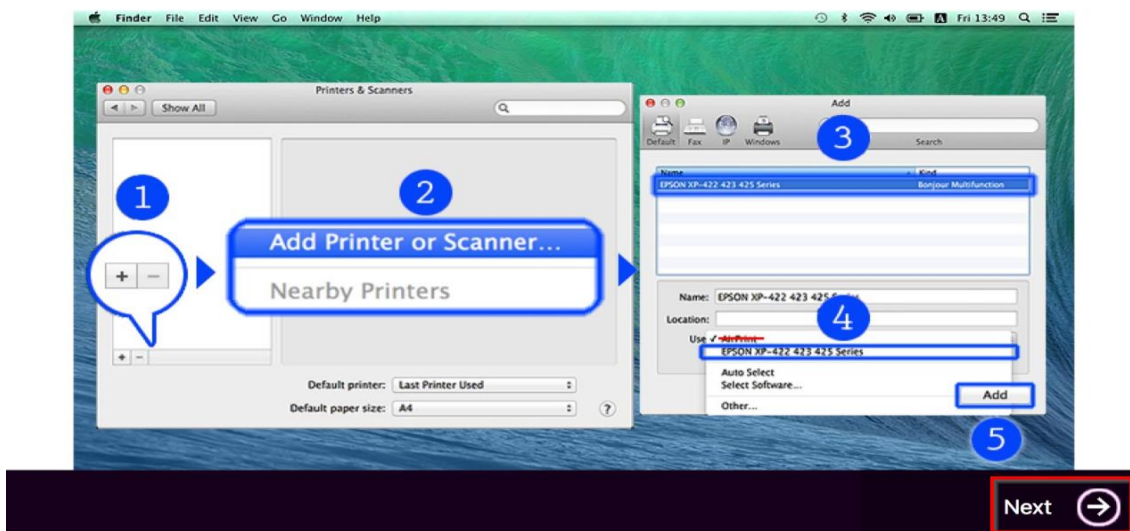 Finder File Edit View Go Window Help
Fri 13:49
Printers & Scanners
Show All
1
+ −
+ −
2
Add Printer or Scanner...
Nearby Printers
Default printer: Last Printer Used
Default paper size: A4
?
Add
Default Fax IP Windows
Search
3
Name Kind
EPSON XP-422 423 425 Series Bonjour Multifunction
Name: EPSON XP-422 423 425 Series
Location:
4
Use ✓ AirPrint
EPSON XP-422 423 425 Series
Auto Select
Select Software...
Other...
Add
5
Next